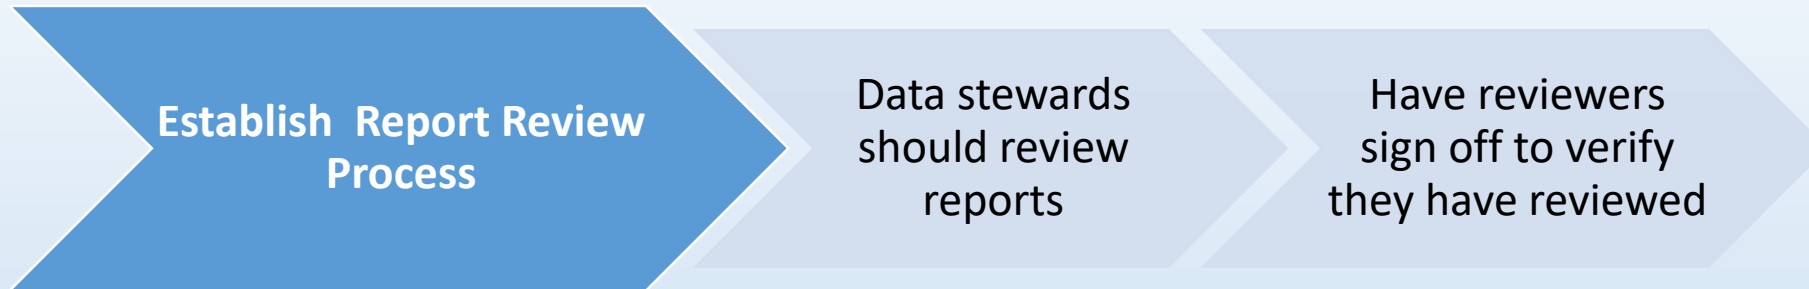 Establish  Report Review
Process
Data stewards
should review
reports
Have reviewers
sign off to verify
they have reviewed